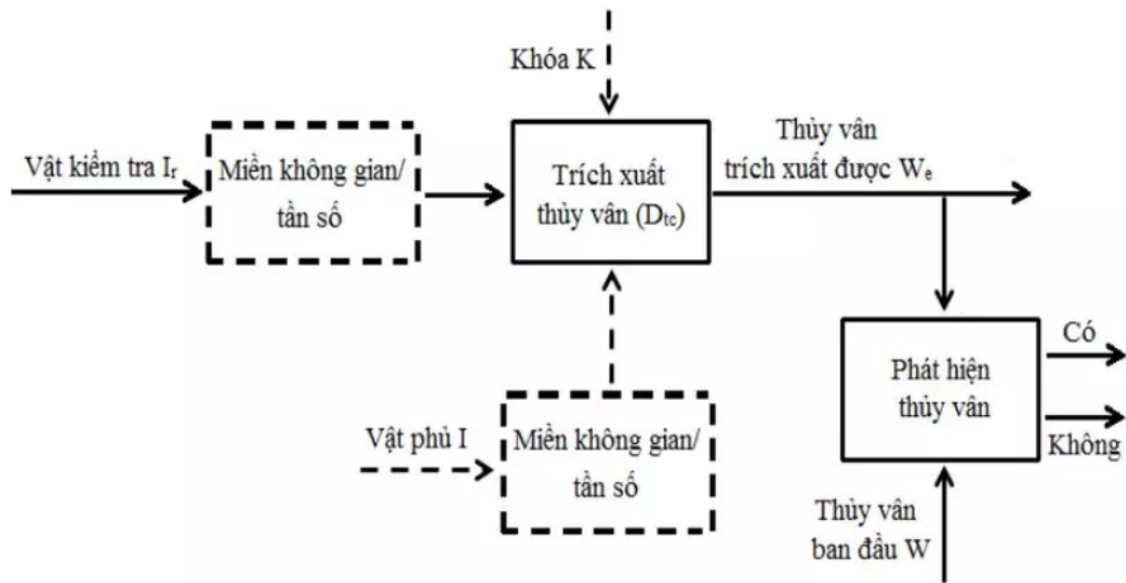 Khóa K
Vật kiểm tra Iᵣ
Miền không gian/
tần số
Trích xuất
thủy vân (Dₜc)
Thủy vân
trích xuất được Wₑ
Vật phủ I
Miền không gian/
tần số
Phát hiện
thủy vân
Có
Không
Thủy vân
ban đầu W